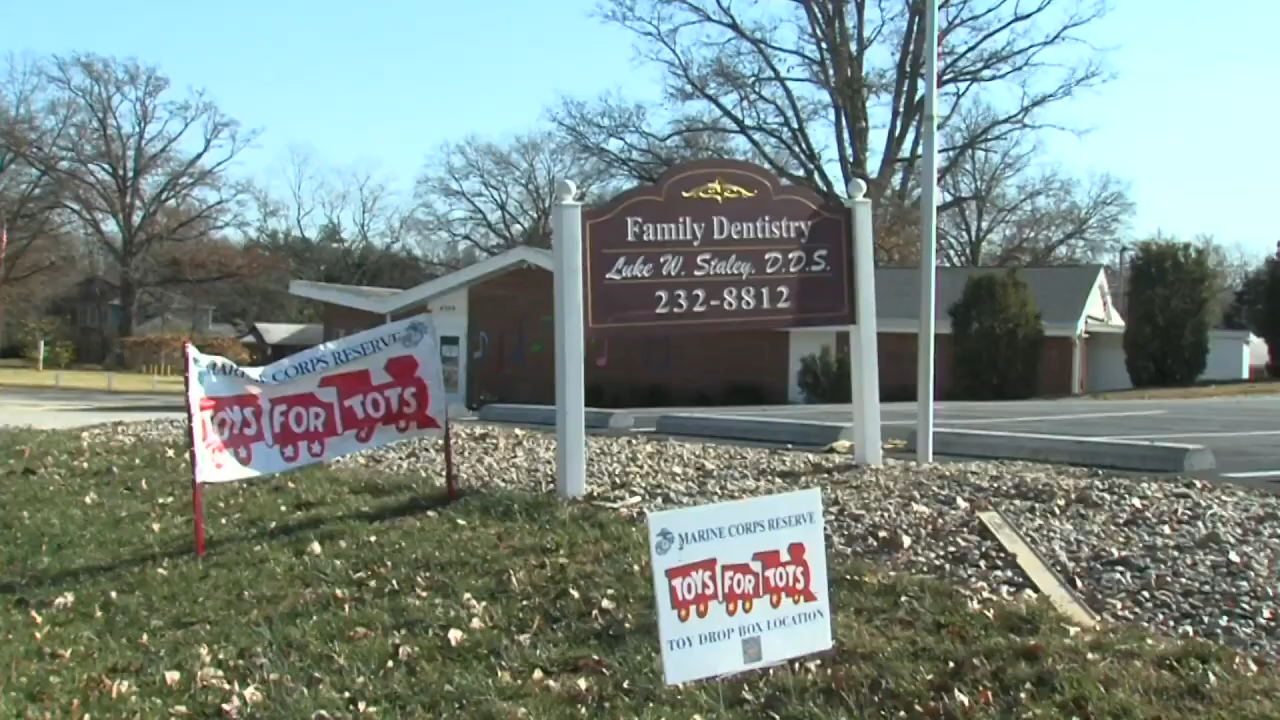 Family Dentistry
Luke W. Staley, D.D.S.
232-8812
MARINE CORPS RESERVE
TOYS FOR TOTS
MARINE CORPS RESERVE
TOYS FOR TOTS
TOY DROP BOX LOCATION